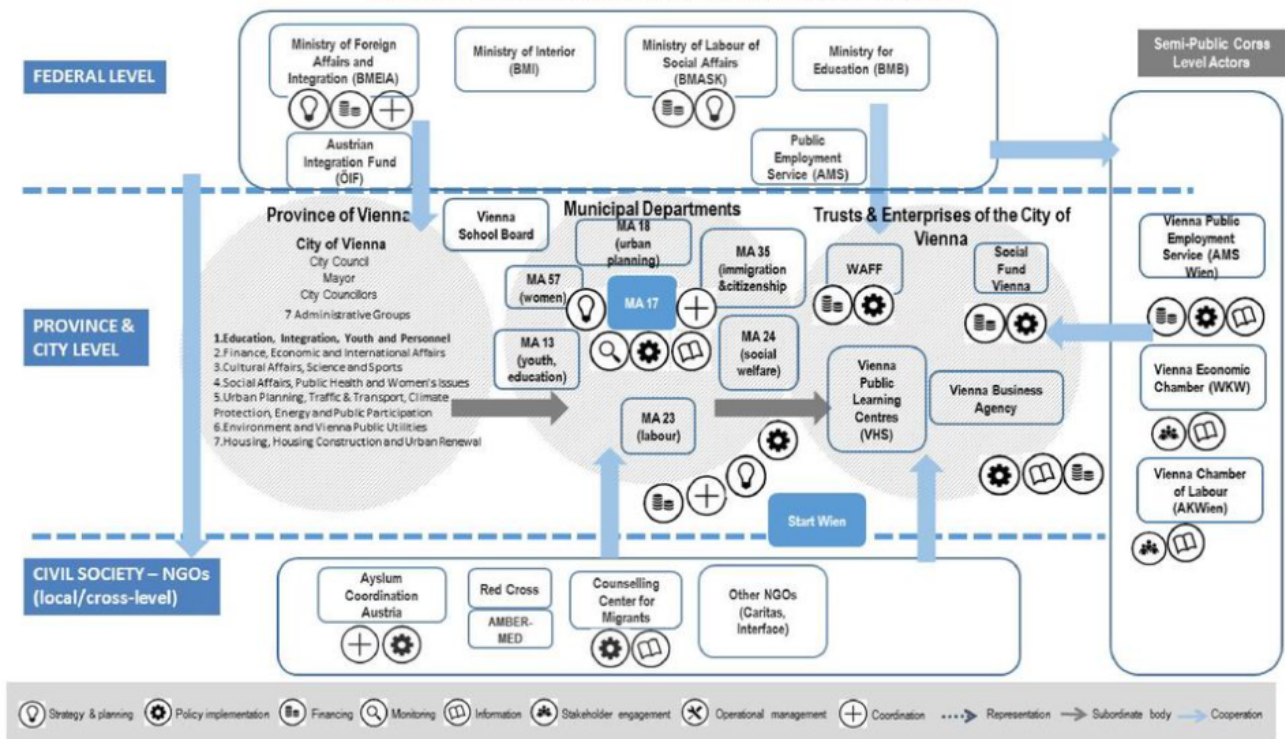 FEDERAL LEVEL
Ministry of Foreign
Affairs and
Integration (BMEIA)
Ministry of Interior
(BMI)
Ministry of Labour of
Social Affairs
(BMASK)
Ministry for
Education (BMB)
Semi-Public Corss
Level Actors
Austrian
Integration Fund
(ÖIF)
Public
Employment
Service (AMS)
PROVINCE &
CITY LEVEL
Province of Vienna
City of Vienna
City Council
Mayor
City Councillors
7 Administrative Groups
1.Education, Integration, Youth and Personnel
2.Finance, Economic and International Affairs
3.Cultural Affairs, Science and Sports
4.Social Affairs, Public Health and Women's Issues
5.Urban Planning, Traffic & Transport, Climate
Protection, Energy and Public Participation
6.Environment and Vienna Public Utilities
7.Housing, Housing Construction and Urban Renewal
Vienna
School Board
Municipal Departments
MA 18
(urban
planning)
MA 35
(immigration
&citizenship
MA 57
(women)
MA 17
MA 13
(youth,
education)
MA 24
(social
welfare)
MA 23
(labour)
Trusts & Enterprises of the City of
Vienna
WAFF
Social
Fund
Vienna
Vienna
Public
Learning
Centres
(VHS)
Vienna Business
Agency
Start Wien
Vienna Public
Employment
Service (AMS
Wien)
Vienna Economic
Chamber (WKW)
Vienna Chamber
of Labour
(AKWien)
CIVIL SOCIETY – NGOs
(local/cross-level)
Ayslum
Coordination
Austria
Red Cross
AMBER-
MED
Counselling
Center for
Migrants
Other NGOs
(Caritas,
Interface)
Strategy & planning
Policy implementation
Financing
Monitoring
Information
Stakeholder engagement
Operational management
Coordination
Representation
Subordinate body
Cooperation